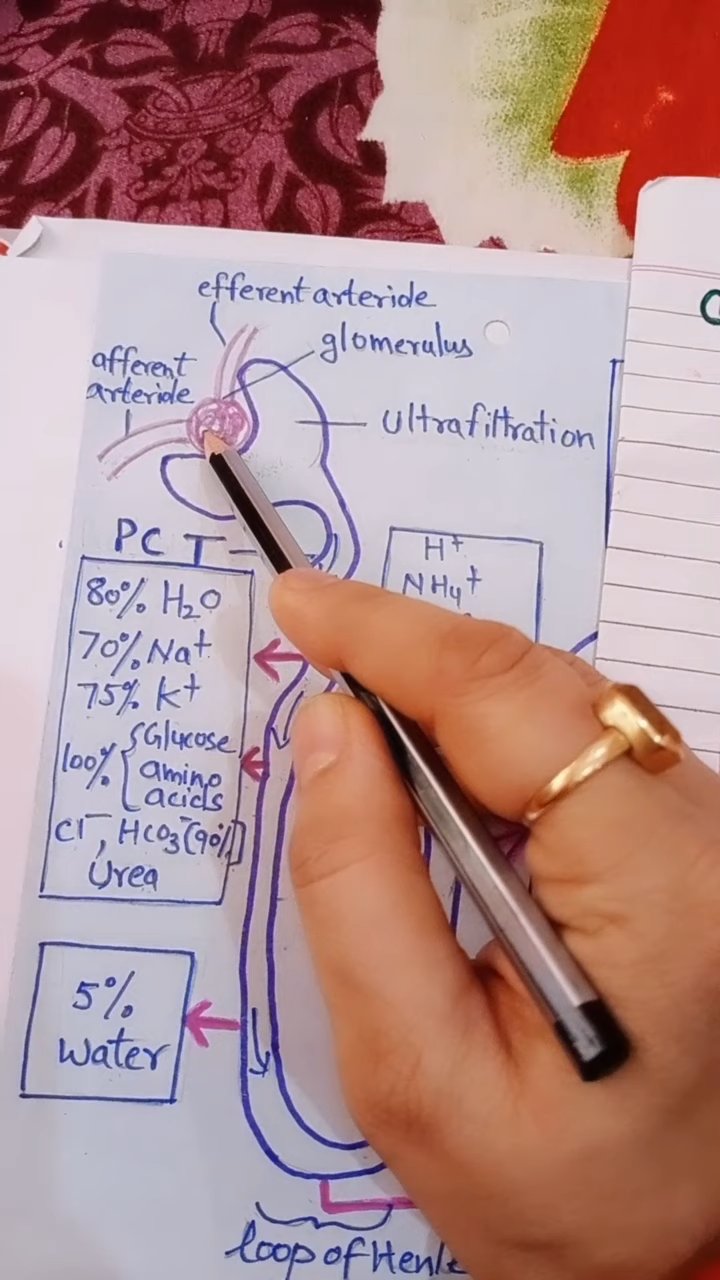 efferent arteride
glomerulus
afferent
arteride
Ultrafiltration
PCT
80% H₂O
70% Na⁺
75% K⁺
100% { Glucose
amino
acids
Cl⁻, HCO₃⁻ [90%]
Urea
H⁺
NH₄⁺
5%
Water
loop of Henle